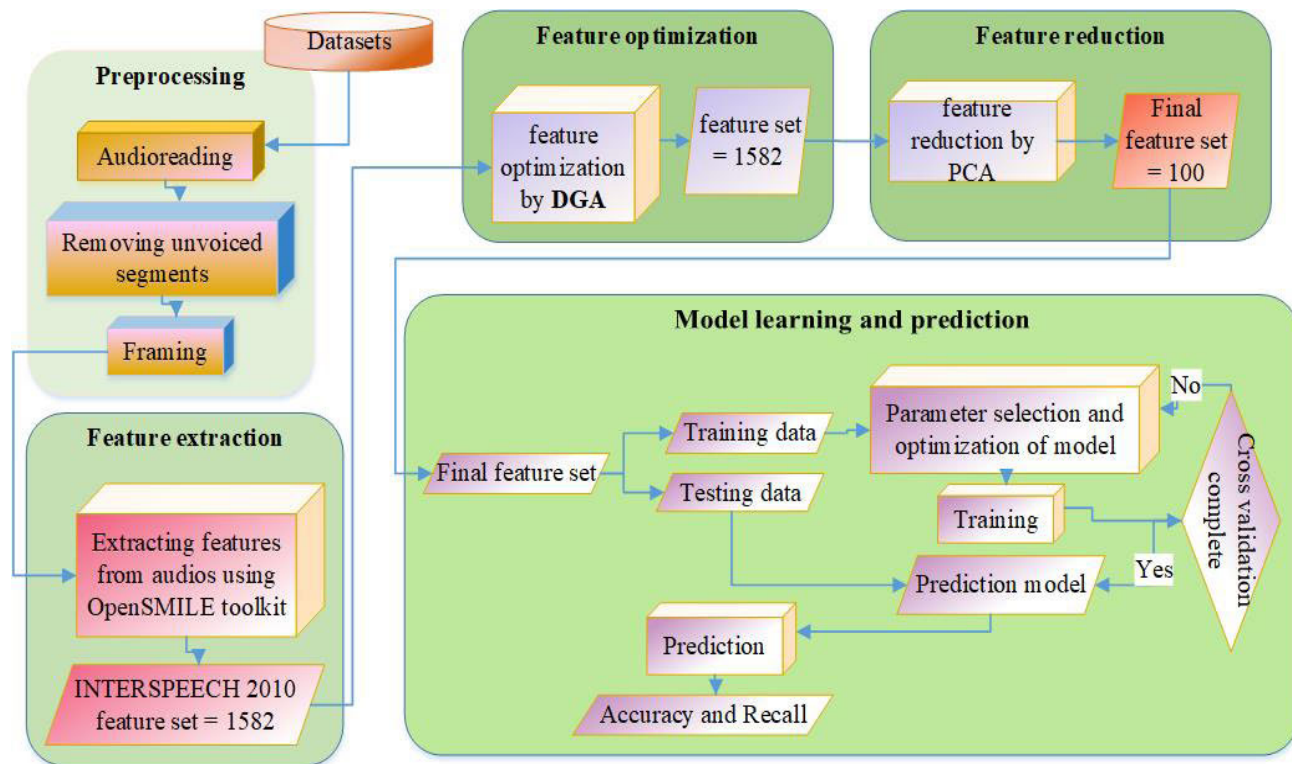 Datasets
Preprocessing
Audioreading
Removing unvoiced
segments
Framing
Feature extraction
Extracting features
from audios using
OpenSMILE toolkit
INTERSPEECH 2010
feature set = 1582
Feature optimization
feature
optimization
by DGA
feature set
= 1582
Feature reduction
feature
reduction by
PCA
Final
feature set
= 100
Model learning and prediction
Final feature set
Training data
Testing data
Parameter selection and
optimization of model
No
Training
Cross validation
complete
Yes
Prediction model
Prediction
Accuracy and Recall